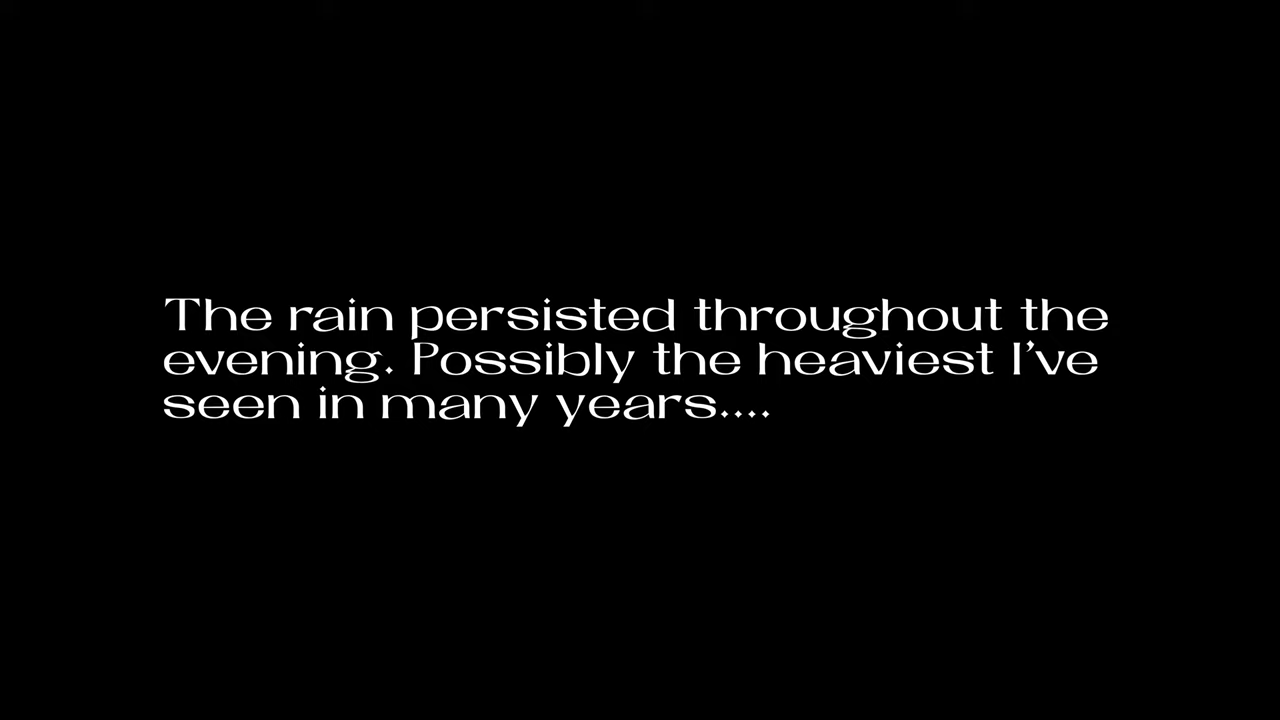 The rain persisted throughout the
evening. Possibly the heaviest I’ve
seen in many years....